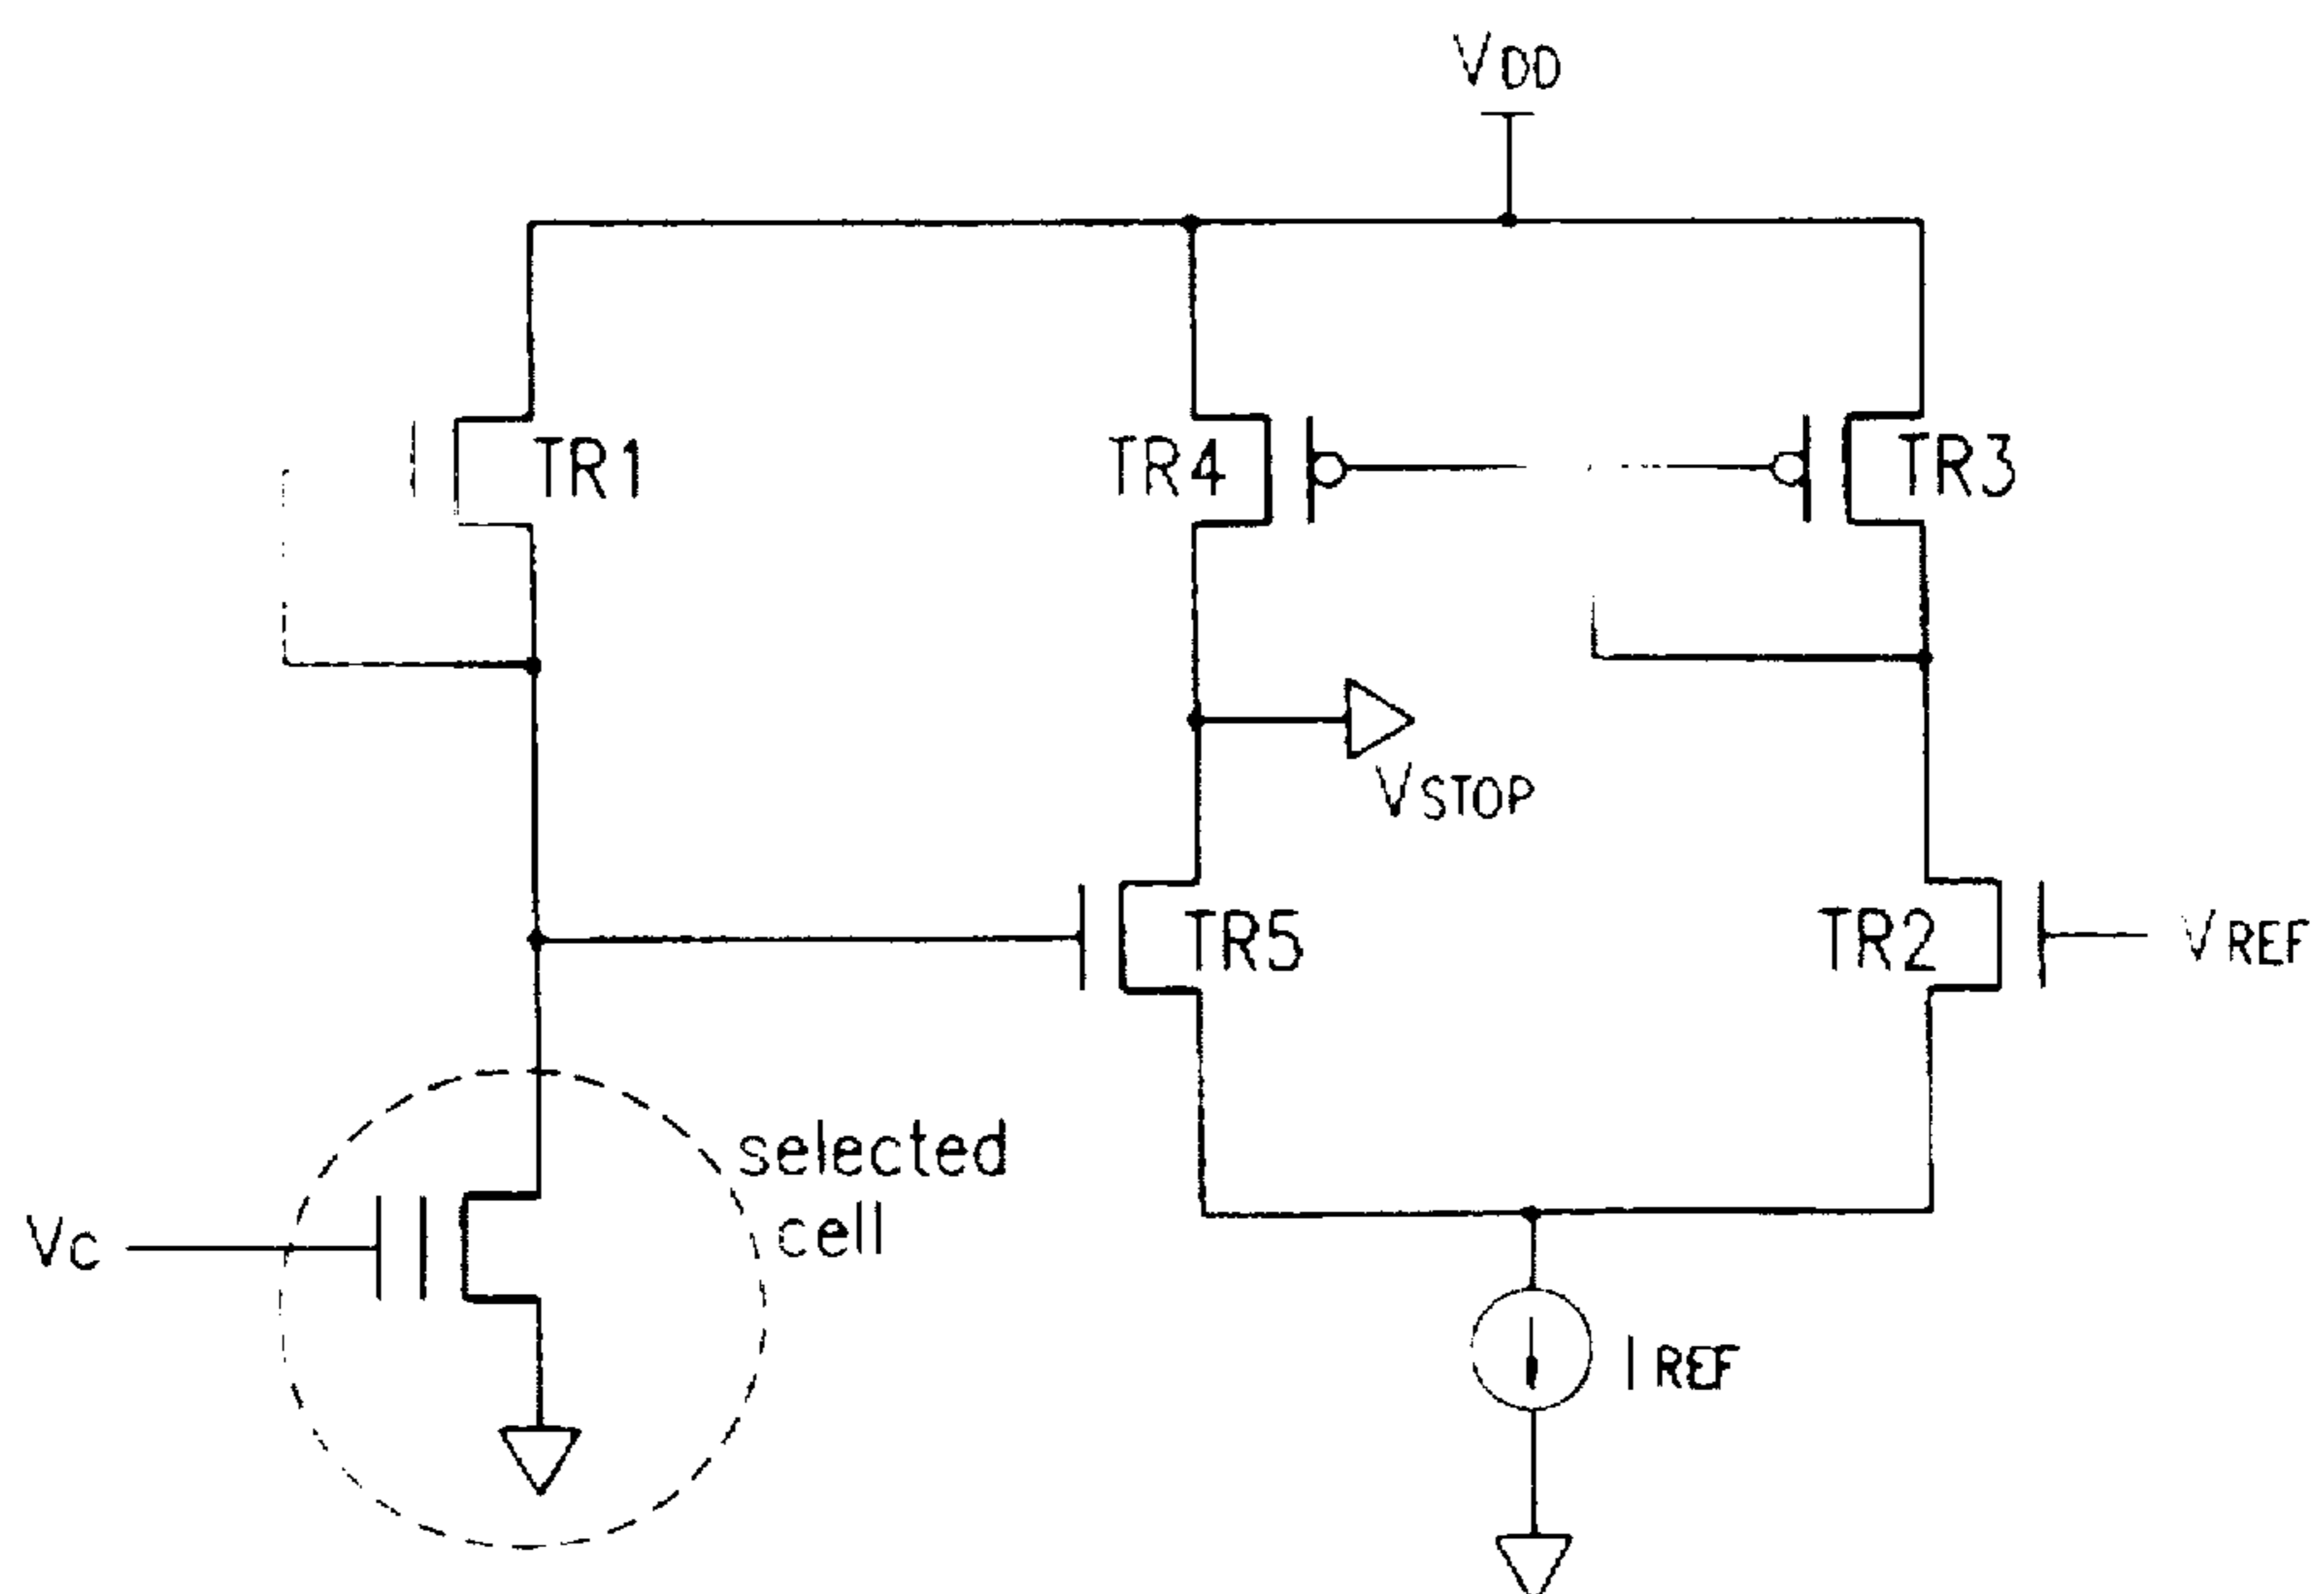 VDD
TR1
TR4
TR3
VSTOP
TR5
TR2
VREF
selected
cell
VC
IREF